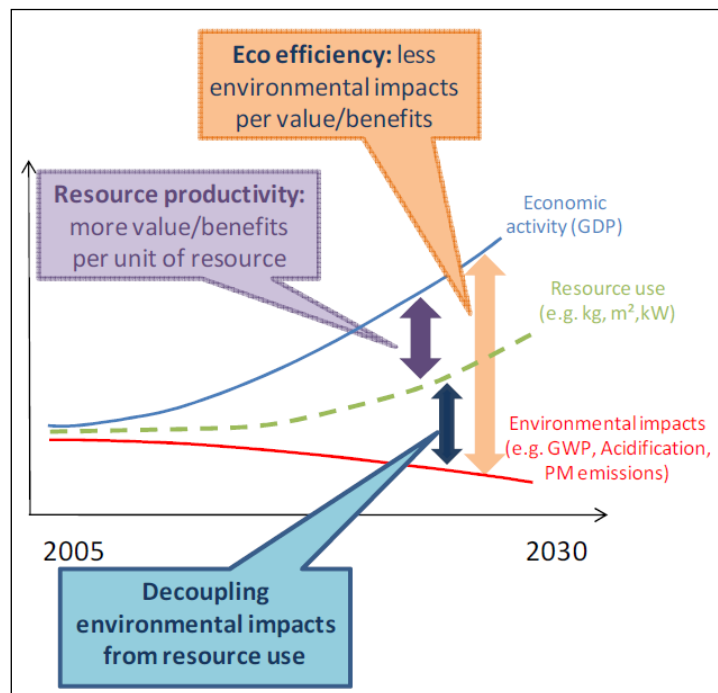 Eco efficiency: less
environmental impacts
per value/benefits
Resource productivity:
more value/benefits
per unit of resource
Economic
activity (GDP)
Resource use
(e.g. kg, m²,kW)
Environmental impacts
(e.g. GWP, Acidification,
PM emissions)
2005
2030
Decoupling
environmental impacts
from resource use